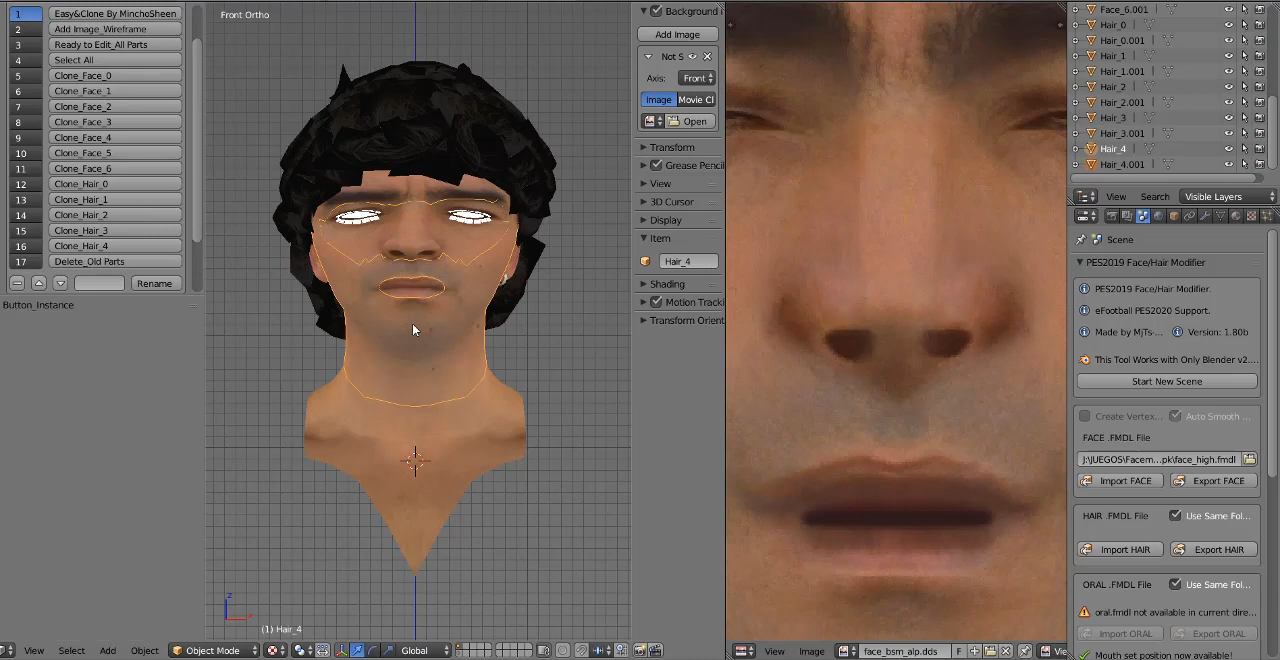 1 Easy&Clone By MinchoSheen
2 Add Image_Wireframe
3 Ready to Edit_All Parts
4 Select All
5 Clone_Face_0
6 Clone_Face_1
7 Clone_Face_2
8 Clone_Face_3
9 Clone_Face_4
10 Clone_Face_5
11 Clone_Face_6
12 Clone_Hair_0
13 Clone_Hair_1
14 Clone_Hair_2
15 Clone_Hair_3
16 Clone_Hair_4
17 Delete_Old Parts
Rename
Button_Instance
Front Ortho
z
(1) Hair_4
View Select Add Object Object Mode Global
Background I
Add Image
Not S
Axis: Front
Image Movie Cl
Open
Transform
Grease Pencil
View
3D Cursor
Display
Item
Hair_4
Shading
Motion Tracki
Transform Orient
View Image face_bsm_alp.dds F Vie
Face_6.001
Hair_0
Hair_0.001
Hair_1
Hair_1.001
Hair_2
Hair_2.001
Hair_3
Hair_3.001
Hair_4
Hair_4.001
View Search Visible Layers
Scene
PES2019 Face/Hair Modifier
PES2019 Face/Hair Modifier.
eFootball PES2020 Support.
Made by MjTs-... Version: 1.80b
This Tool Works with Only Blender v2....
Start New Scene
Create Vertex... Auto Smooth ...
FACE .FMDL File
J:\JUEGOS\Facem...pk\face_high.fmdl
Import FACE Export FACE
HAIR .FMDL File Use Same Fol...
Import HAIR Export HAIR
ORAL .FMDL File Use Same Fol...
oral.fmdl not available in current dire...
Import ORAL Export ORAL
Mouth set position now available!